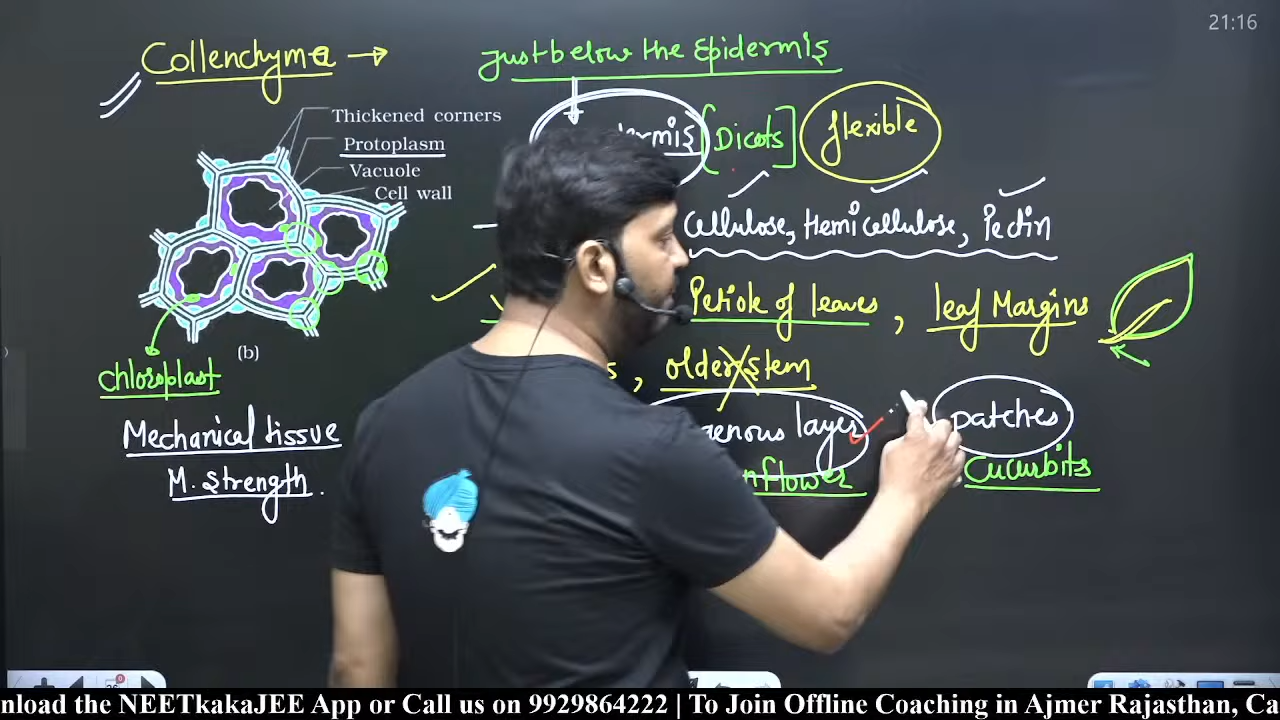 21:16
Collenchyma →
Just below the Epidermis
Thickened corners
Protoplasm
Vacuole
Cell wall
[Dicots] flexible
Cellulose, Hemicellulose, Pectin
Petiole of leaves, leaf Margins
(b)
chloroplast
, older stem
layer patches
Cucurbits
Mechanical tissue
M. strength.
nload the NEETkakaJEE App or Call us on 9929864222 | To Join Offline Coaching in Ajmer Rajasthan, Ca